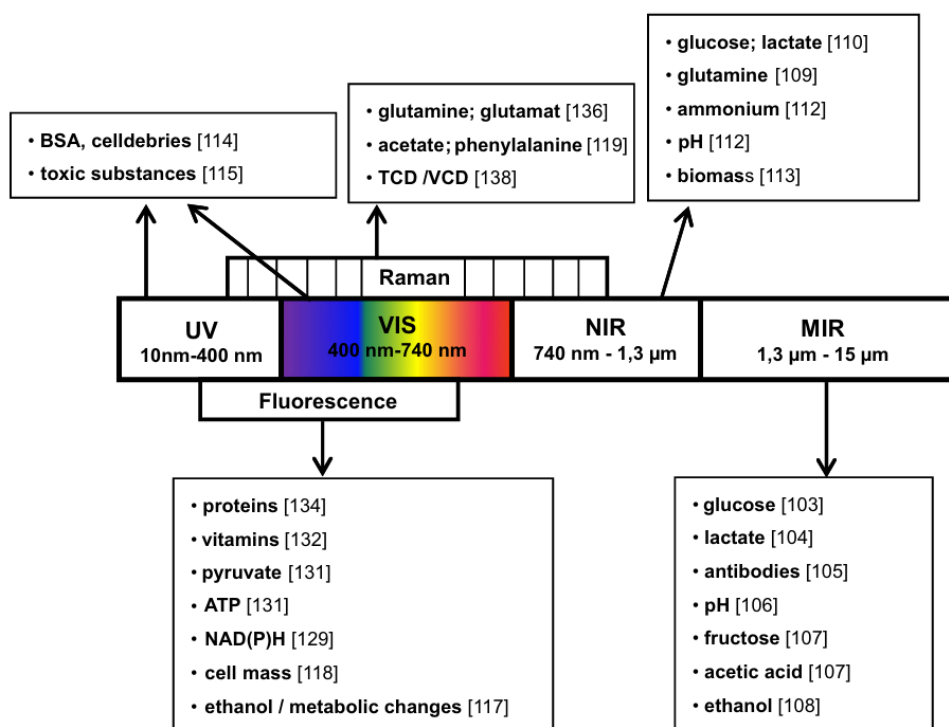 • glucose; lactate [110]
• glutamine [109]
• ammonium [112]
• pH [112]
• biomass [113]
• glutamine; glutamat [136]
• acetate; phenylalanine [119]
• TCD /VCD [138]
• BSA, celldebries [114]
• toxic substances [115]
Raman
UV
10nm-400 nm
VIS
400 nm-740 nm
NIR
740 nm - 1,3 µm
MIR
1,3 µm - 15 µm
Fluorescence
• proteins [134]
• vitamins [132]
• pyruvate [131]
• ATP [131]
• NAD(P)H [129]
• cell mass [118]
• ethanol / metabolic changes [117]
• glucose [103]
• lactate [104]
• antibodies [105]
• pH [106]
• fructose [107]
• acetic acid [107]
• ethanol [108]